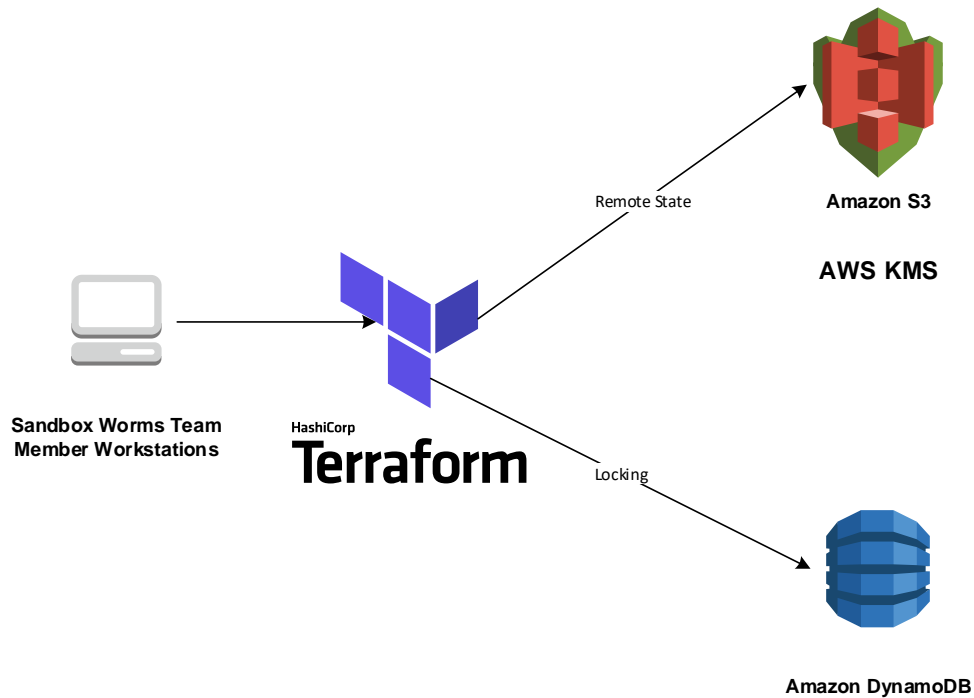 Remote State
Amazon S3
AWS KMS
Sandbox Worms Team
Member Workstations
HashiCorp
Terraform
Locking
Amazon DynamoDB